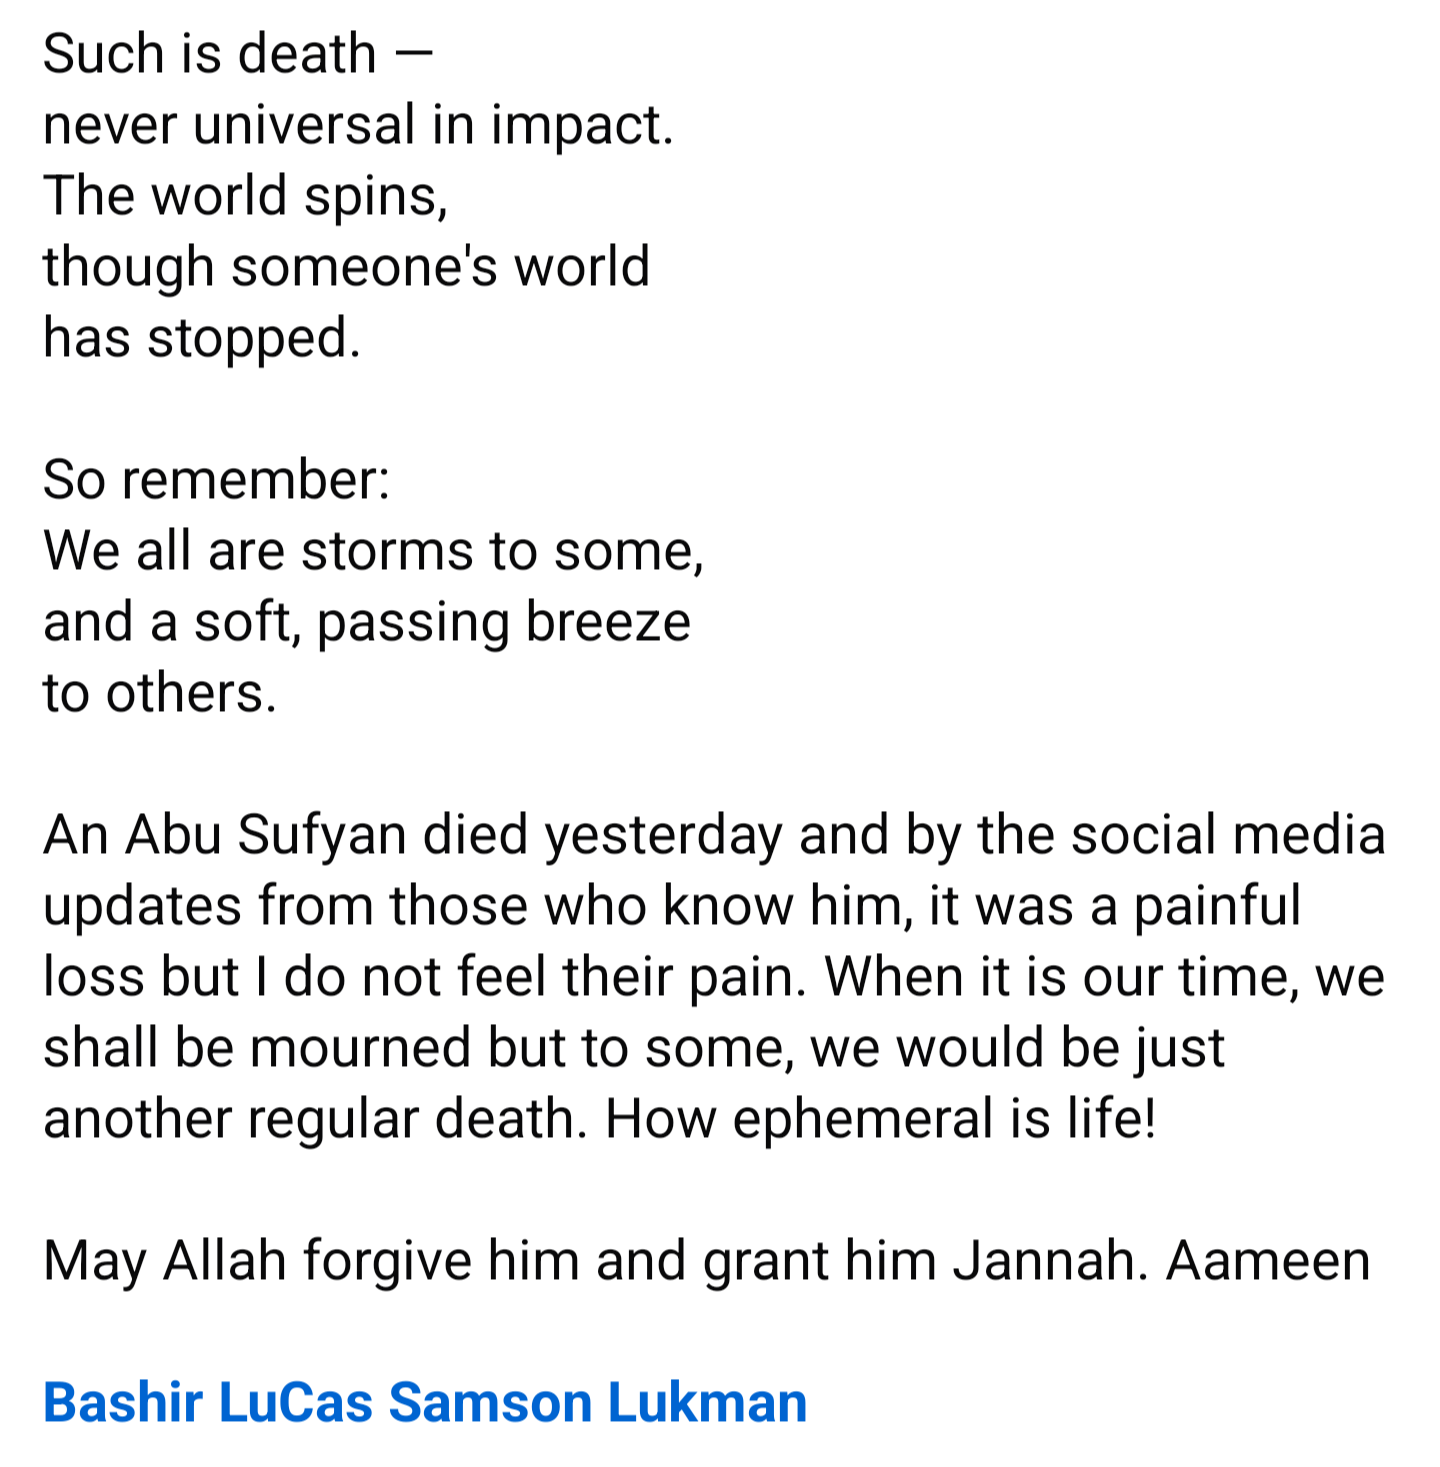 Such is death —
never universal in impact.
The world spins,
though someone's world
has stopped.
So remember:
We all are storms to some,
and a soft, passing breeze
to others.
An Abu Sufyan died yesterday and by the social media
updates from those who know him, it was a painful
loss but I do not feel their pain. When it is our time, we
shall be mourned but to some, we would be just
another regular death. How ephemeral is life!
May Allah forgive him and grant him Jannah. Aameen
Bashir LuCas Samson Lukman